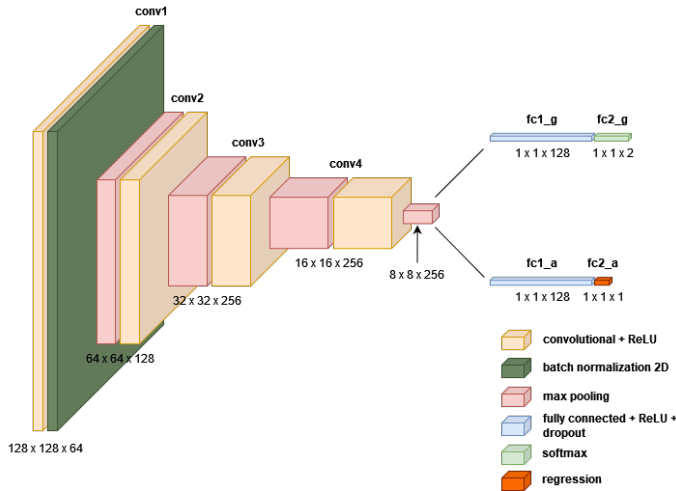 conv1
conv2
conv3
conv4
fc1_g
fc2_g
1 x 1 x 128
1 x 1 x 2
16 x 16 x 256
8 x 8 x 256
fc1_a
fc2_a
1 x 1 x 128
1 x 1 x 1
32 x 32 x 256
64 x 64 x 128
128 x 128 x 64
convolutional + ReLU
batch normalization 2D
max pooling
fully connected + ReLU +
dropout
softmax
regression